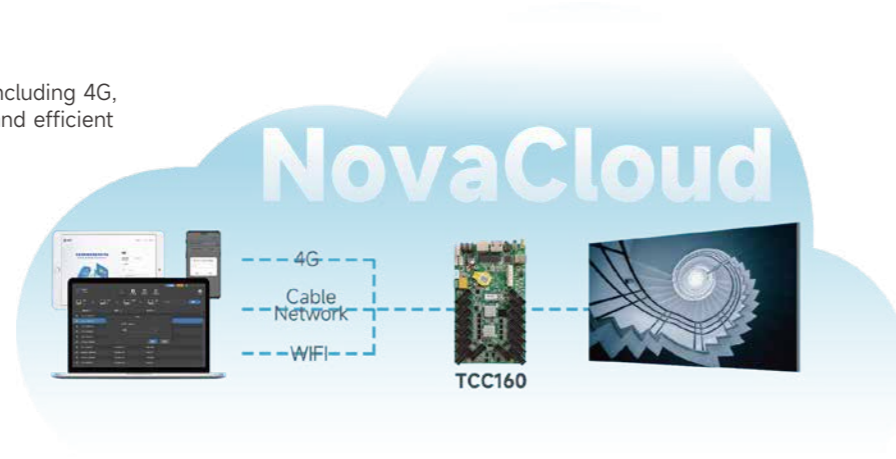 ncluding 4G,
nd efficient
NovaCloud
4G
Cable
Network
WIFI
TCC160